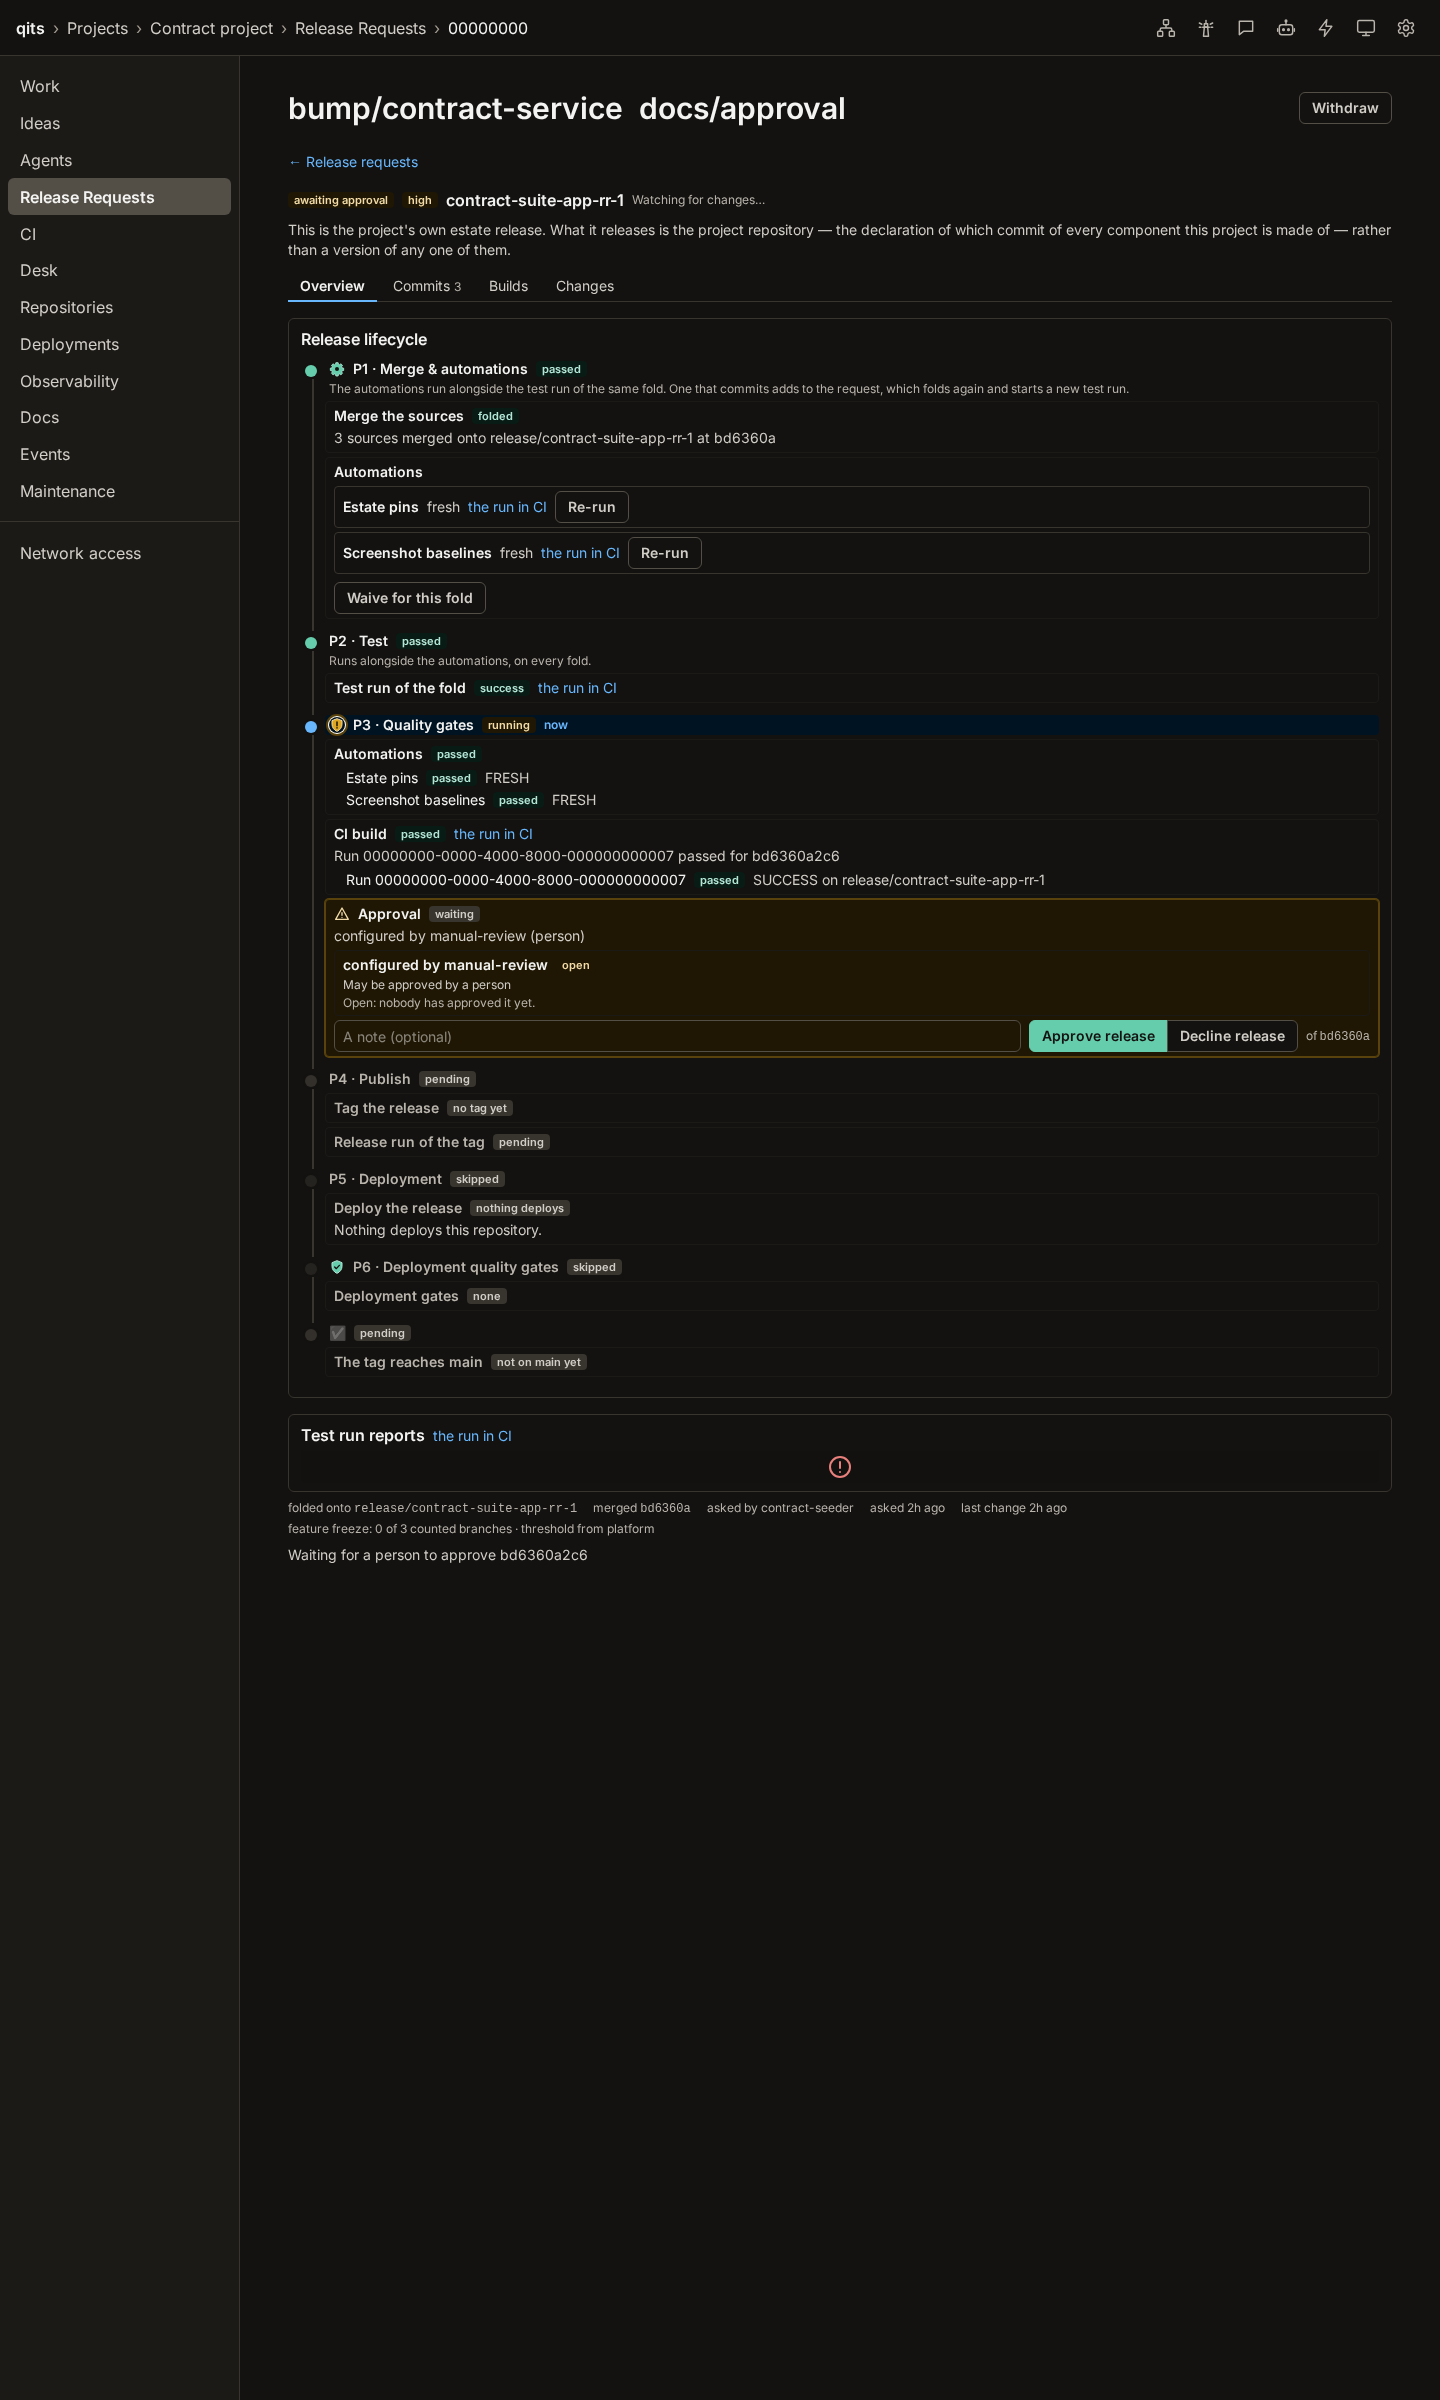 qits › Projects › Contract project › Release Requests › 00000000
Work
Ideas
Agents
Release Requests
CI
Desk
Repositories
Deployments
Observability
Docs
Events
Maintenance
Network access
bump/contract-service docs/approval
Withdraw
← Release requests
awaiting approval high contract-suite-app-rr-1 Watching for changes…
This is the project's own estate release. What it releases is the project repository — the declaration of which commit of every component this project is made of — rather
than a version of any one of them.
Overview Commits 3 Builds Changes
Release lifecycle
P1 · Merge & automations passed
The automations run alongside the test run of the same fold. One that commits adds to the request, which folds again and starts a new test run.
Merge the sources folded
3 sources merged onto release/contract-suite-app-rr-1 at bd6360a
Automations
Estate pins fresh the run in CI Re-run
Screenshot baselines fresh the run in CI Re-run
Waive for this fold
P2 · Test passed
Runs alongside the automations, on every fold.
Test run of the fold success the run in CI
P3 · Quality gates running now
Automations passed
Estate pins passed FRESH
Screenshot baselines passed FRESH
CI build passed the run in CI
Run 00000000-0000-4000-8000-000000000007 passed for bd6360a2c6
Run 00000000-0000-4000-8000-000000000007 passed SUCCESS on release/contract-suite-app-rr-1
Approval waiting
configured by manual-review (person)
configured by manual-review open
May be approved by a person
Open: nobody has approved it yet.
A note (optional) Approve release Decline release of bd6360a
P4 · Publish pending
Tag the release no tag yet
Release run of the tag pending
P5 · Deployment skipped
Deploy the release nothing deploys
Nothing deploys this repository.
P6 · Deployment quality gates skipped
Deployment gates none
pending
The tag reaches main not on main yet
Test run reports the run in CI
folded onto release/contract-suite-app-rr-1 merged bd6360a asked by contract-seeder asked 2h ago last change 2h ago
feature freeze: 0 of 3 counted branches · threshold from platform
Waiting for a person to approve bd6360a2c6